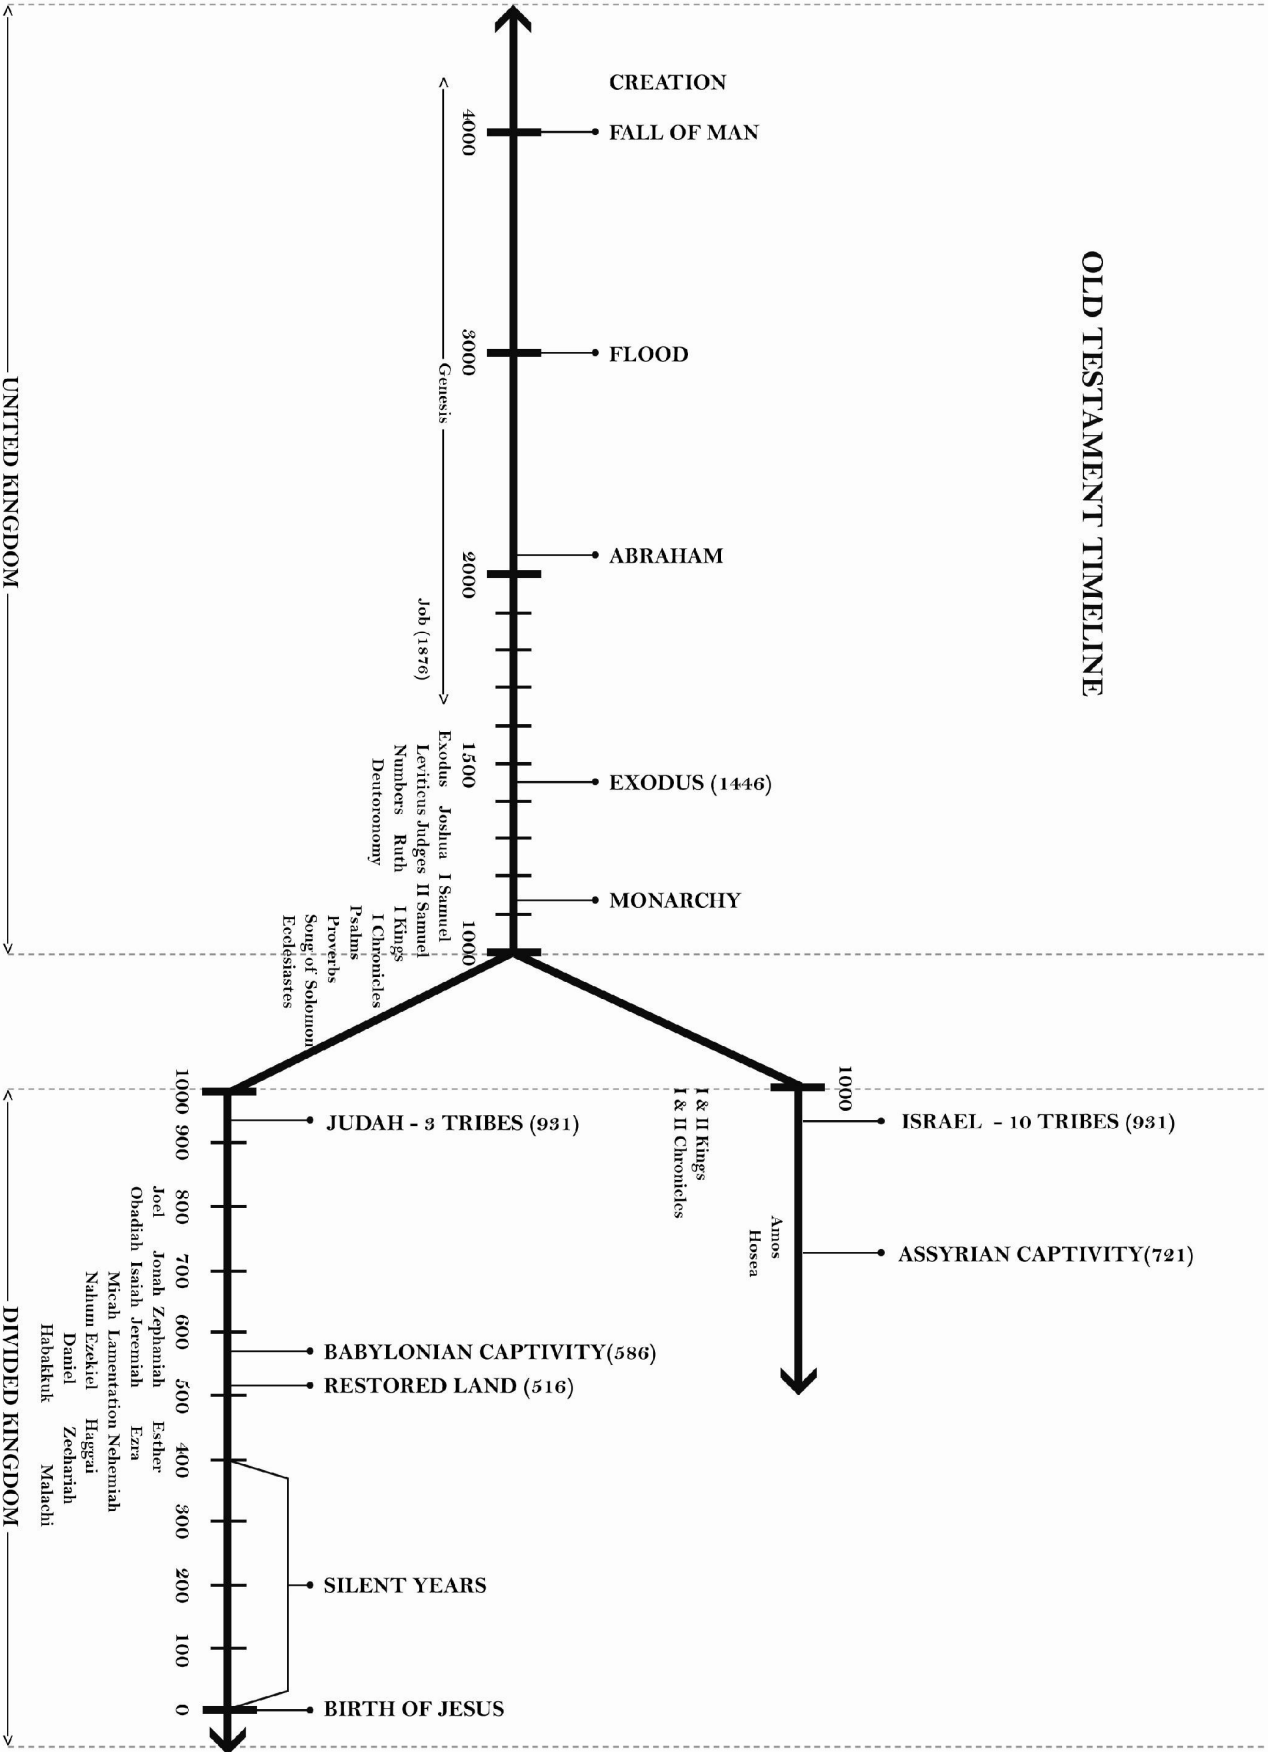 OLD TESTAMENT TIMELINE
CREATION
FALL OF MAN
FLOOD
ABRAHAM
EXODUS (1446)
MONARCHY
4000
3000
2000
1500
1000
Genesis
Job (1876)
Exodus Joshua I Samuel
Leviticus Judges II Samuel
Numbers Ruth I Kings
Deutoronomy I Chronicles
Psalms
Proverbs
Song of Solomon
Ecclesiastes
UNITED KINGDOM
1000
ISRAEL - 10 TRIBES (931)
ASSYRIAN CAPTIVITY(721)
I & II Kings
I & II Chronicles
Amos
Hosea
JUDAH - 3 TRIBES (931)
BABYLONIAN CAPTIVITY(586)
RESTORED LAND (516)
SILENT YEARS
BIRTH OF JESUS
1000
900
800
700
600
500
400
300
200
100
0
Joel Jonah Zephaniah Esther
Obadiah Isaiah Jeremiah Ezra
Micah Lamentation Nehemiah
Nahum Ezekiel Haggai
Daniel Zechariah
Habakkuk Malachi
DIVIDED KINGDOM